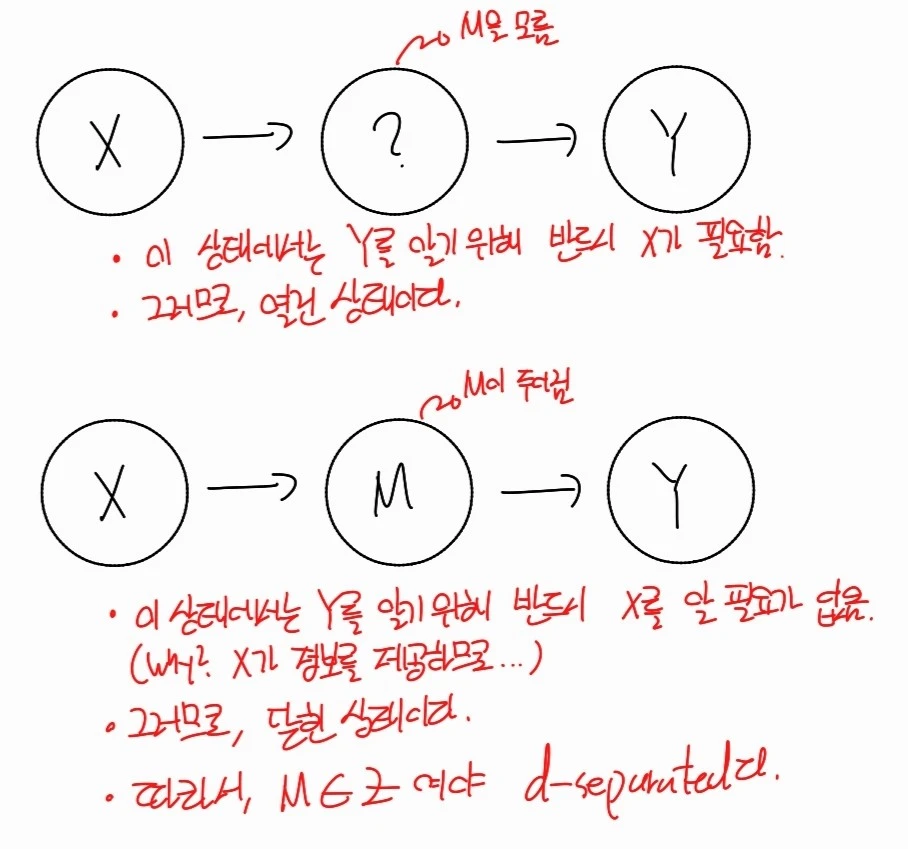 M을 모름
X → ? → Y
· 이 상태에서는 Y를 알기 위해 반드시 X가 필요함.
· 그러므로, 열린 상태이다.
M이 주어짐
X → M → Y
· 이 상태에서는 Y를 알기 위해 반드시 X를 알 필요가 없음.
(Why? X가 정보를 제공하므로...)
· 그러므로, 닫힌 상태이다.
· 따라서, M∈Z 여야 d-separated다.